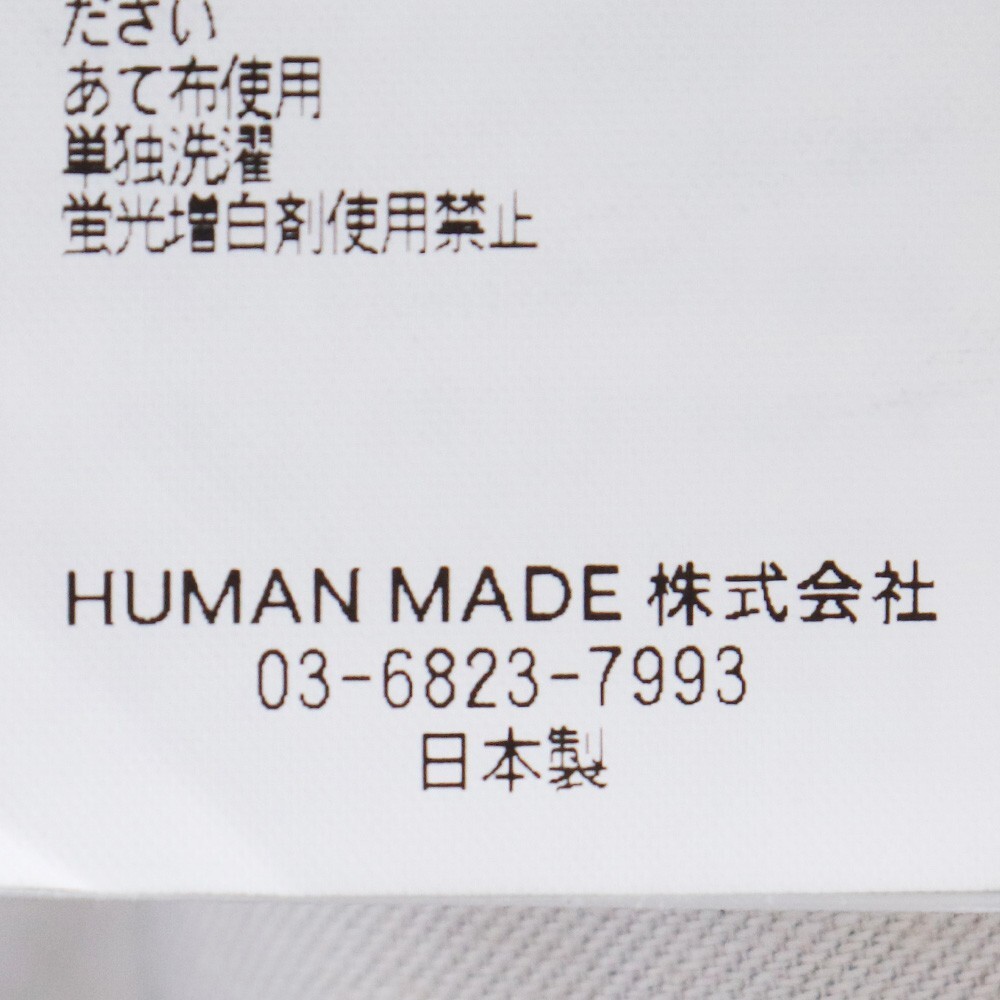 ださい
あて布使用
単独洗濯
蛍光増白剤使用禁止
HUMAN MADE 株式会社
03-6823-7993
日本製